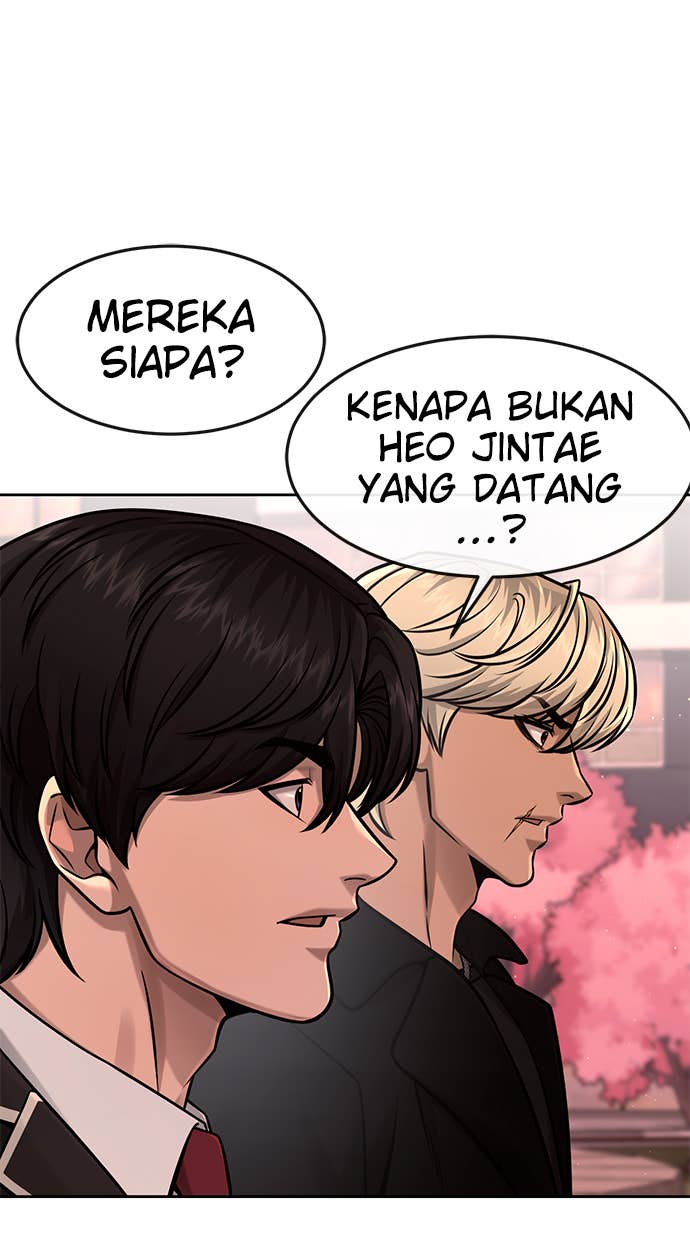 MEREKA
SIAPA?
KENAPA BUKAN
HEO JINTAE
YANG DATANG
...?